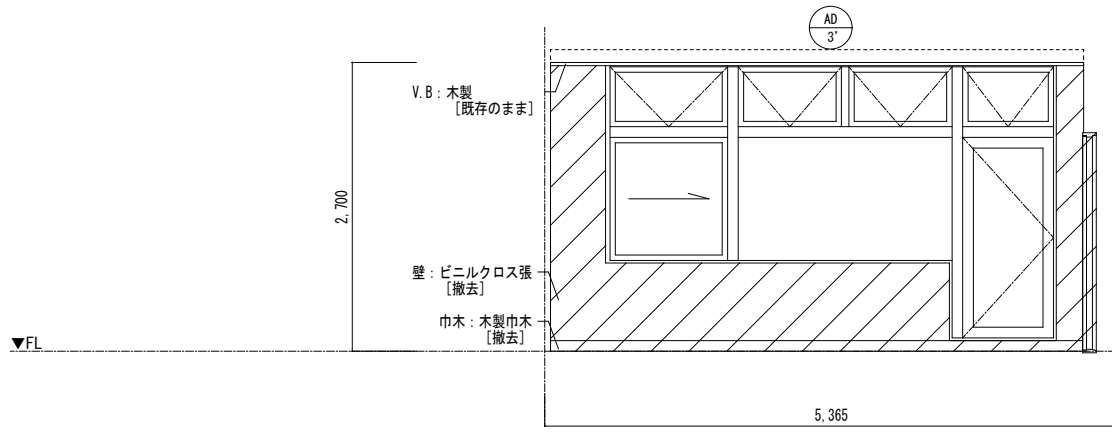 AD
3'
V.B：木製
[既存のまま]
2,700
壁：ビニルクロス張
[撤去]
巾木：木製巾木
[撤去]
▼FL
5,365